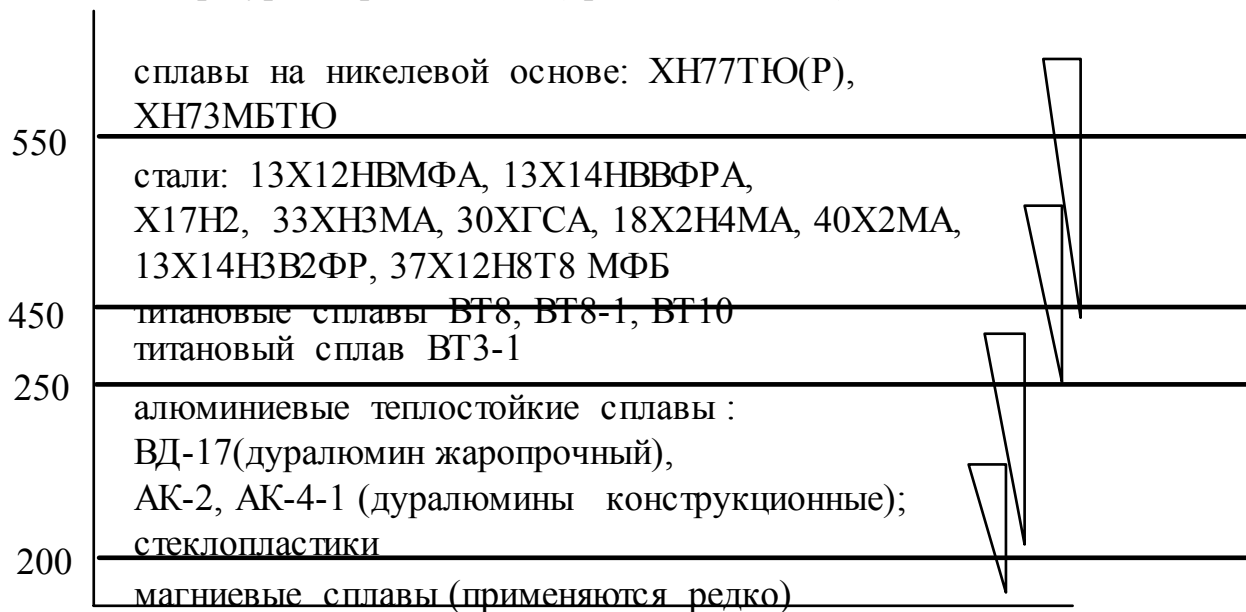 сплавы на никелевой основе: ХН77ТЮ(Р),
ХН73МБТЮ
550
стали: 13Х12НВМФА, 13Х14НВВФРА,
Х17Н2, 33ХН3МА, 30ХГСА, 18Х2Н4МА, 40Х2МА,
13Х14Н3В2ФР, 37Х12Н8Т8 МФБ
450
титановые сплавы ВТ8, ВТ8-1, ВТ10
титановый сплав ВТ3-1
250
алюминиевые теплостойкие сплавы :
ВД-17(дуралюмин жаропрочный),
АК-2, АК-4-1 (дуралюмины конструкционные);
стеклопластики
200
магниевые сплавы (применяются редко)